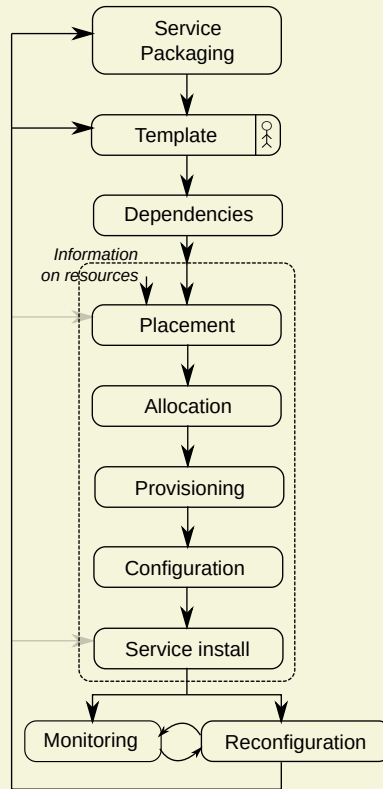 Service
Packaging
Template
Dependencies
Information
on resources
Placement
Allocation
Provisioning
Configuration
Service install
Monitoring
Reconfiguration